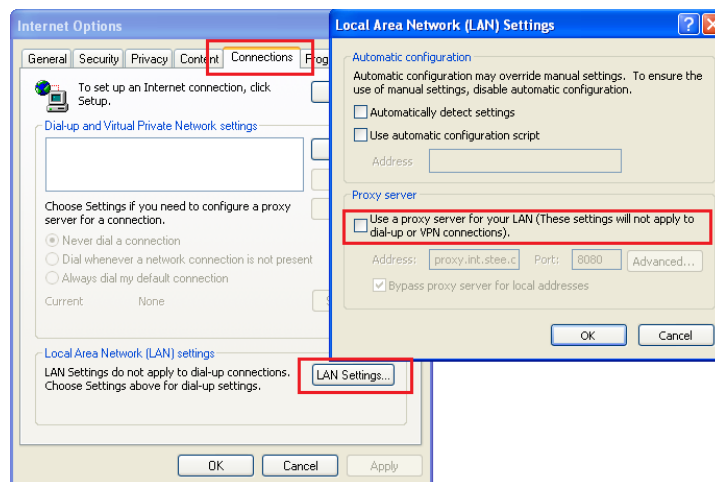 Internet Options
General Security Privacy Content Connections
To set up an Internet connection, click
Setup.
Dial-up and Virtual Private Network settings
Choose Settings if you need to configure a proxy
server for a connection.
Never dial a connection
Dial whenever a network connection is not present
Always dial my default connection
Current None
Local Area Network (LAN) settings
LAN Settings do not apply to dial-up connections.
Choose Settings above for dial-up settings.
LAN Settings...
OK Cancel Apply
Local Area Network (LAN) Settings
Automatic configuration
Automatic configuration may override manual settings. To ensure the
use of manual settings, disable automatic configuration.
Automatically detect settings
Use automatic configuration script
Address
Proxy server
Use a proxy server for your LAN (These settings will not apply to
dial-up or VPN connections).
Address: proxy.int.stee.c Port: 8080 Advanced...
Bypass proxy server for local addresses
OK Cancel